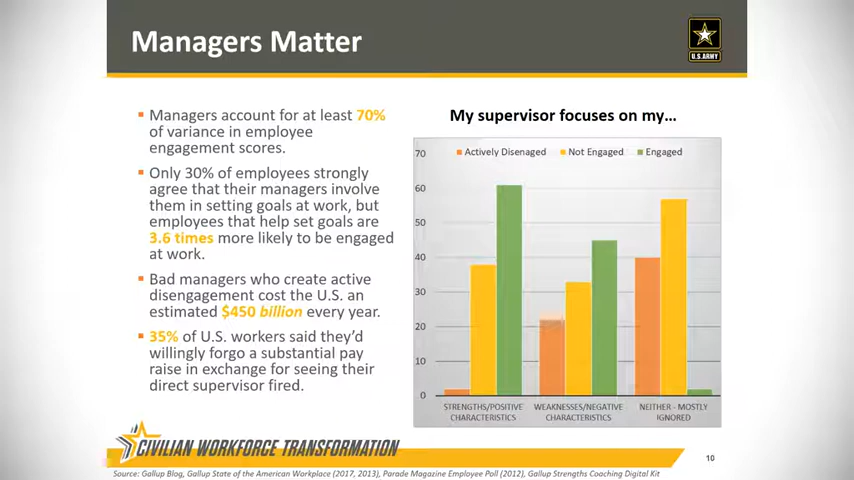 Managers Matter
U.S.ARMY
Managers account for at least 70%
of variance in employee
engagement scores.
Only 30% of employees strongly
agree that their managers involve
them in setting goals at work, but
employees that help set goals are
3.6 times more likely to be engaged
at work.
Bad managers who create active
disengagement cost the U.S. an
estimated $450 billion every year.
35% of U.S. workers said they’d
willingly forgo a substantial pay
raise in exchange for seeing their
direct supervisor fired.
My supervisor focuses on my…
Actively Disenaged Not Engaged Engaged
70
60
50
40
30
20
10
0
STRENGTHS/POSITIVE CHARACTERISTICS
WEAKNESSES/NEGATIVE CHARACTERISTICS
NEITHER - MOSTLY IGNORED
CIVILIAN WORKFORCE TRANSFORMATION
10
Source: Gallup Blog, Gallup State of the American Workplace (2017, 2013), Parade Magazine Employee Poll (2012), Gallup Strengths Coaching Digital Kit